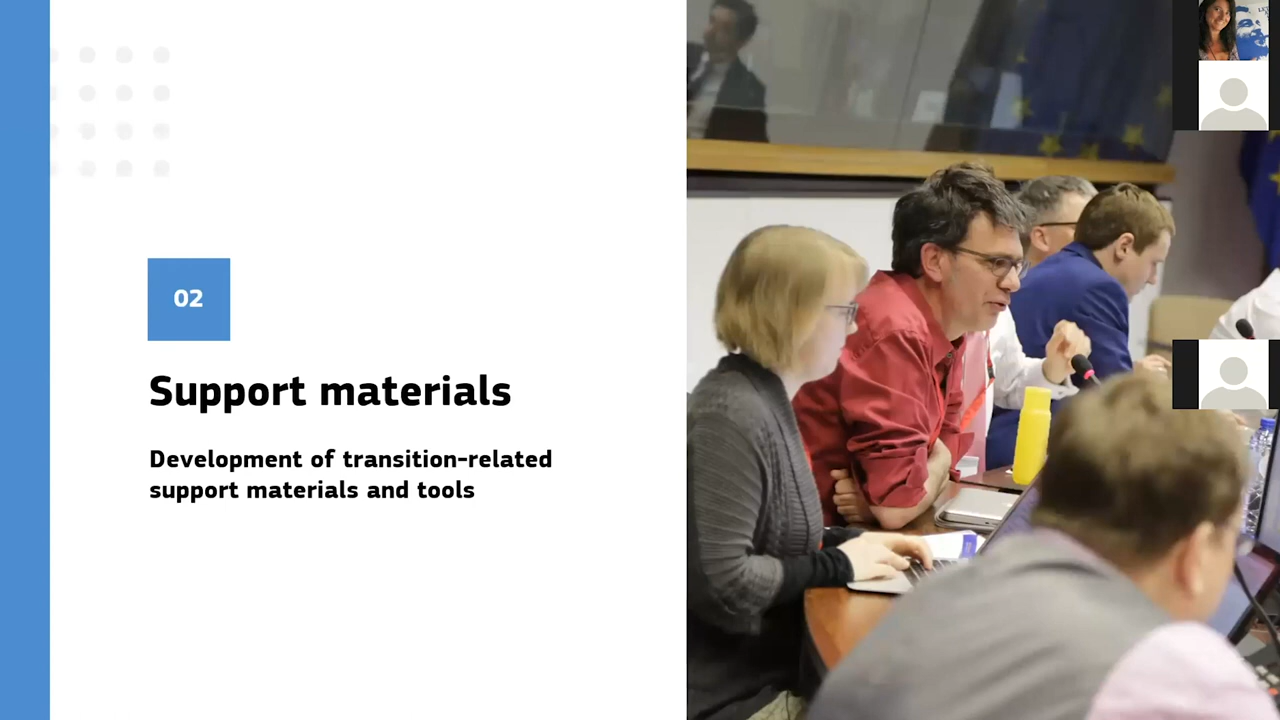 02
Support materials
Development of transition-related
support materials and tools